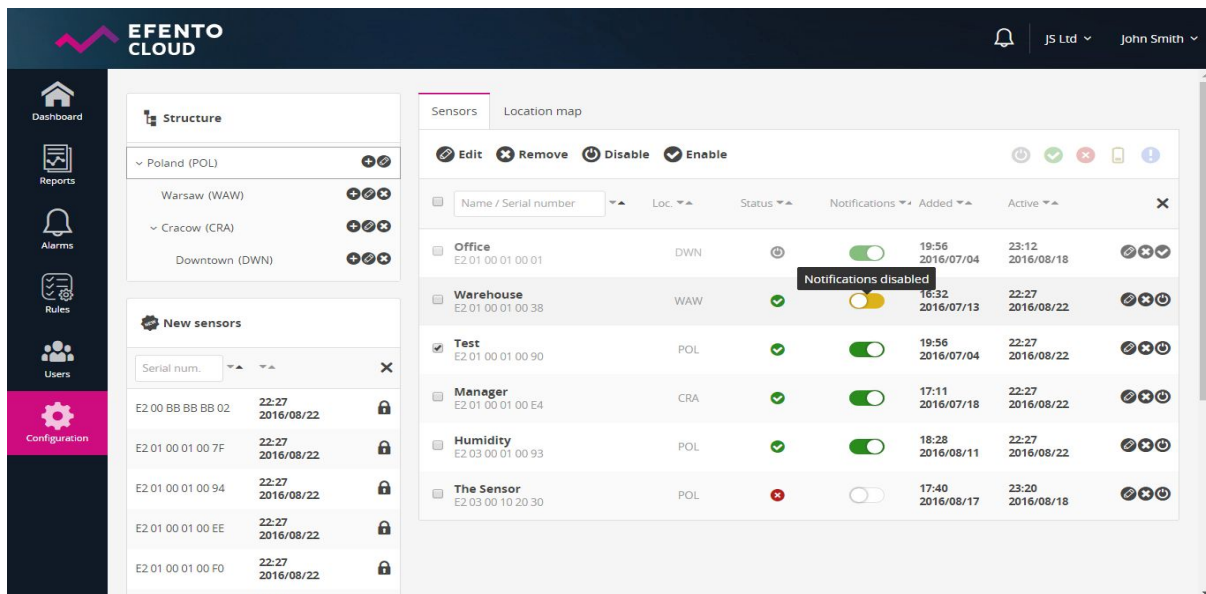 EFENTO
CLOUD
JS Ltd
John Smith
Dashboard
Reports
Alarms
Rules
Users
Configuration
Structure
Poland (POL)
Warsaw (WAW)
Cracow (CRA)
Downtown (DWN)
New sensors
Serial num.
E2 00 BB BB BB 02 22:27
2016/08/22
E2 01 00 01 00 7F 22:27
2016/08/22
E2 01 00 01 00 94 22:27
2016/08/22
E2 01 00 01 00 EE 22:27
2016/08/22
E2 01 00 01 00 F0 22:27
2016/08/22
Sensors Location map
Edit Remove Disable Enable
Name / Serial number Loc. Status Notifications Added Active
Office DWN 19:56 23:12
E2 01 00 01 00 01 2016/07/04 2016/08/18
Notifications disabled
Warehouse WAW 16:32 22:27
E2 01 00 01 00 38 2016/07/13 2016/08/22
Test POL 19:56 22:27
E2 01 00 01 00 90 2016/07/04 2016/08/22
Manager CRA 17:11 22:27
E2 01 00 01 00 E4 2016/07/18 2016/08/22
Humidity POL 18:28 22:27
E2 03 00 01 00 93 2016/08/11 2016/08/22
The Sensor POL 17:40 23:20
E2 03 00 10 20 30 2016/08/17 2016/08/18